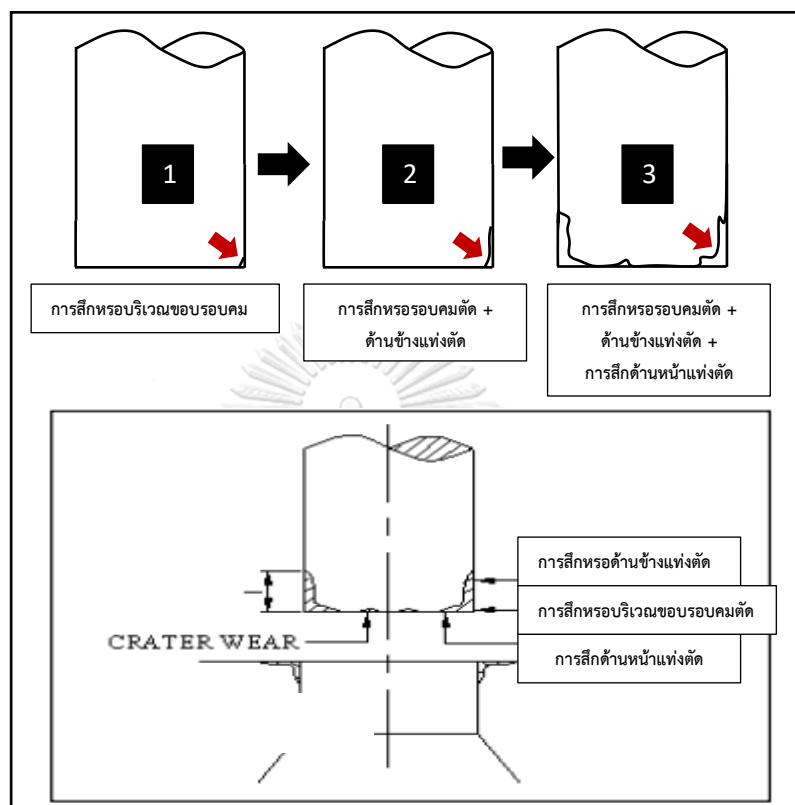 1
2
3
การสึกหรอบริเวณขอบรอบคม
การสึกหรอรอบคมตัด +
ด้านข้างแท่งตัด
การสึกหรอรอบคมตัด +
ด้านข้างแท่งตัด +
การสึกด้านหน้าแท่งตัด
การสึกหรอด้านข้างแท่งตัด
การสึกหรอบริเวณขอบรอบคมตัด
CRATER WEAR
การสึกด้านหน้าแท่งตัด